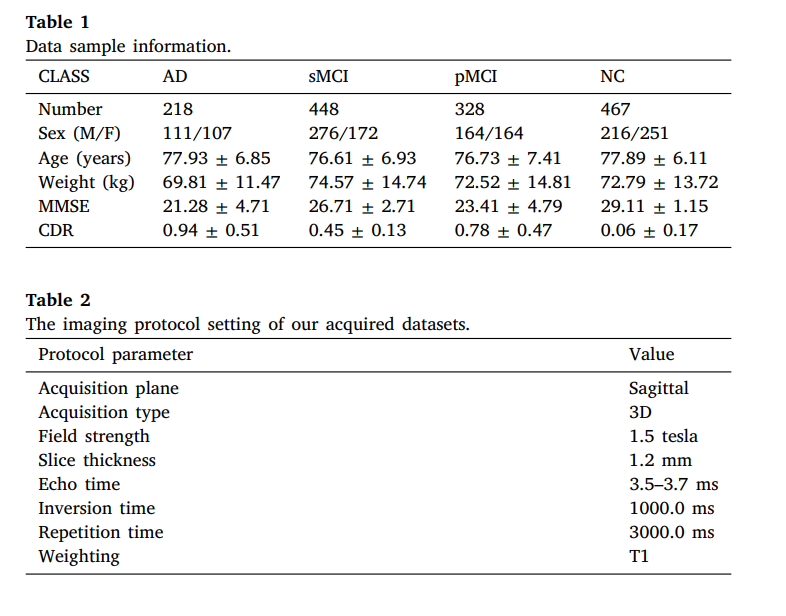 Table 1
Data sample information.
CLASS AD sMCI pMCI NC
Number 218 448 328 467
Sex (M/F) 111/107 276/172 164/164 216/251
Age (years) 77.93 ± 6.85 76.61 ± 6.93 76.73 ± 7.41 77.89 ± 6.11
Weight (kg) 69.81 ± 11.47 74.57 ± 14.74 72.52 ± 14.81 72.79 ± 13.72
MMSE 21.28 ± 4.71 26.71 ± 2.71 23.41 ± 4.79 29.11 ± 1.15
CDR 0.94 ± 0.51 0.45 ± 0.13 0.78 ± 0.47 0.06 ± 0.17
Table 2
The imaging protocol setting of our acquired datasets.
Protocol parameter Value
Acquisition plane Sagittal
Acquisition type 3D
Field strength 1.5 tesla
Slice thickness 1.2 mm
Echo time 3.5–3.7 ms
Inversion time 1000.0 ms
Repetition time 3000.0 ms
Weighting T1